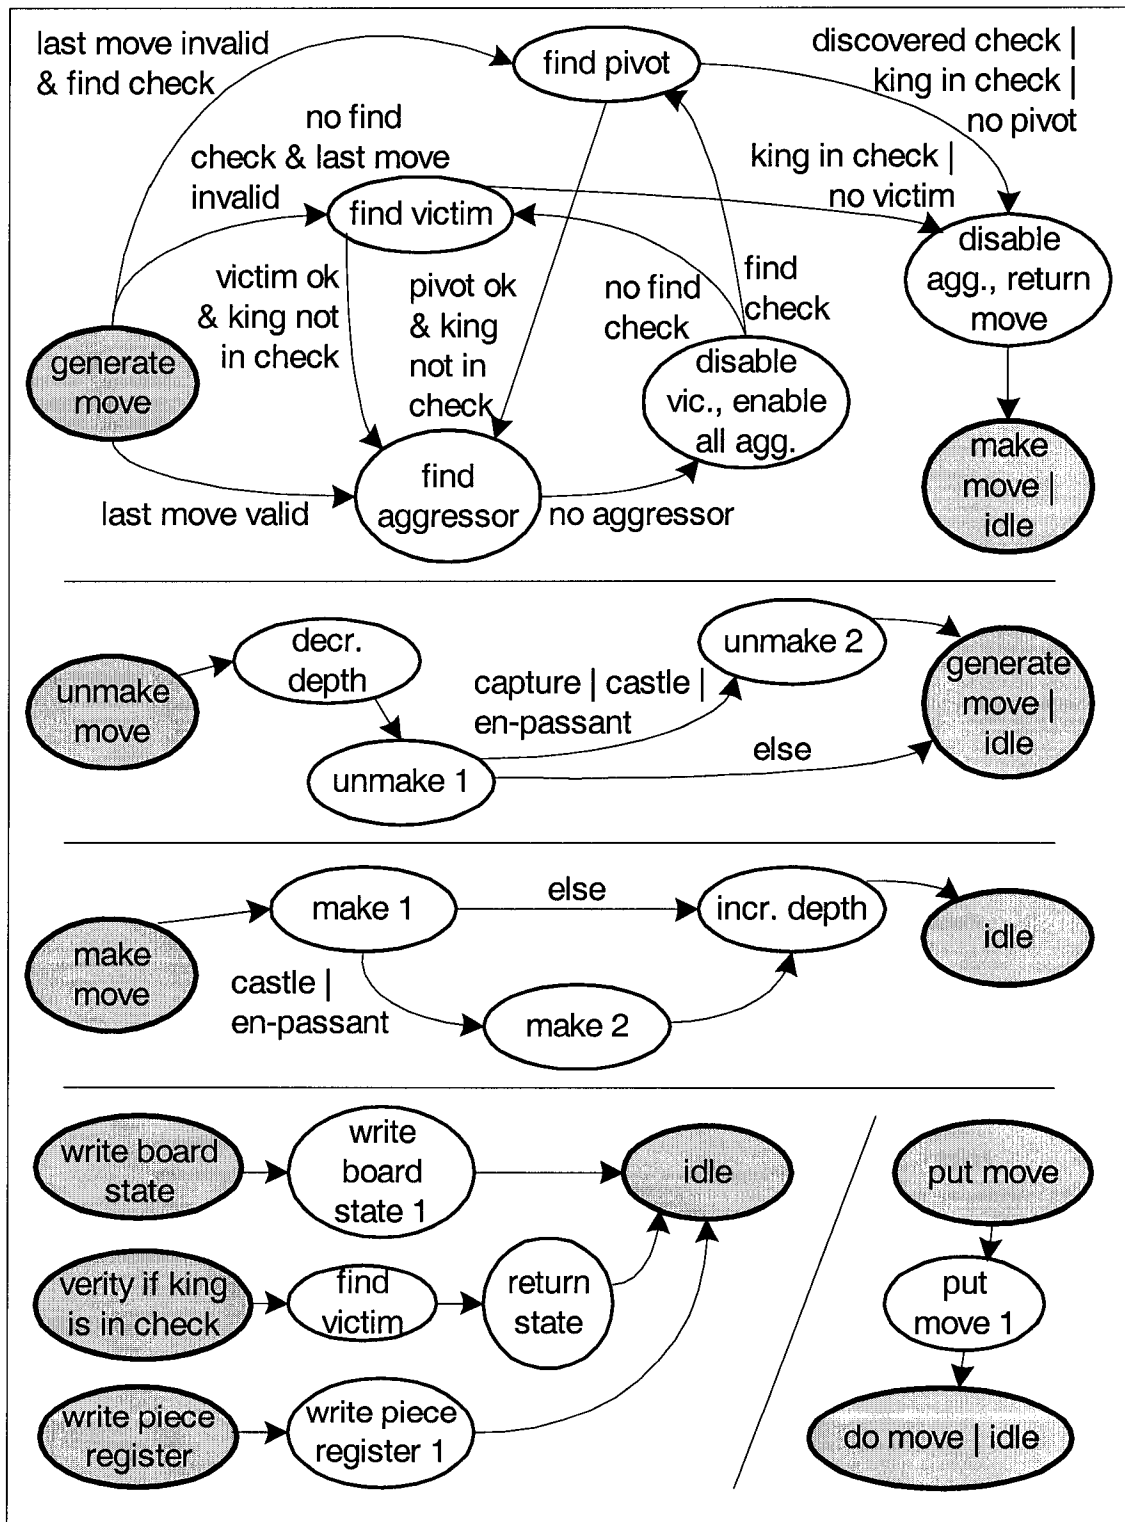 last move invalid
& find check
find pivot
discovered check |
king in check |
no pivot
no find
check & last move
invalid
king in check |
no victim
find victim
disable
agg., return
move
victim ok
& king not
in check
pivot ok
& king
not in
check
no find
check
find
check
generate
move
disable
vic., enable
all agg.
make
move |
idle
find
aggressor
last move valid
no aggressor
unmake
move
decr.
depth
unmake 1
capture | castle |
en-passant
unmake 2
else
generate
move |
idle
make
move
make 1
else
incr. depth
idle
castle |
en-passant
make 2
write board
state
write
board
state 1
idle
verity if king
is in check
find
victim
return
state
write piece
register
write piece
register 1
put move
put
move 1
do move | idle